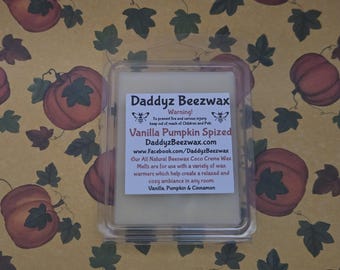 Daddyz Beezwax
Warning!
To prevent fire and serious injury
keep out of reach of Children and Pets
Vanilla Pumpkin Spized
DaddyzBeezwax.com
www.Facebook.com/DaddyzBeezwax
Our All Natural Beeswax Coco Creme Wax
Melts are for use with a variety of wax
warmers which help create a relaxed and
cozy ambiance in any room.
Vanilla, Pumpkin & Cinnamon